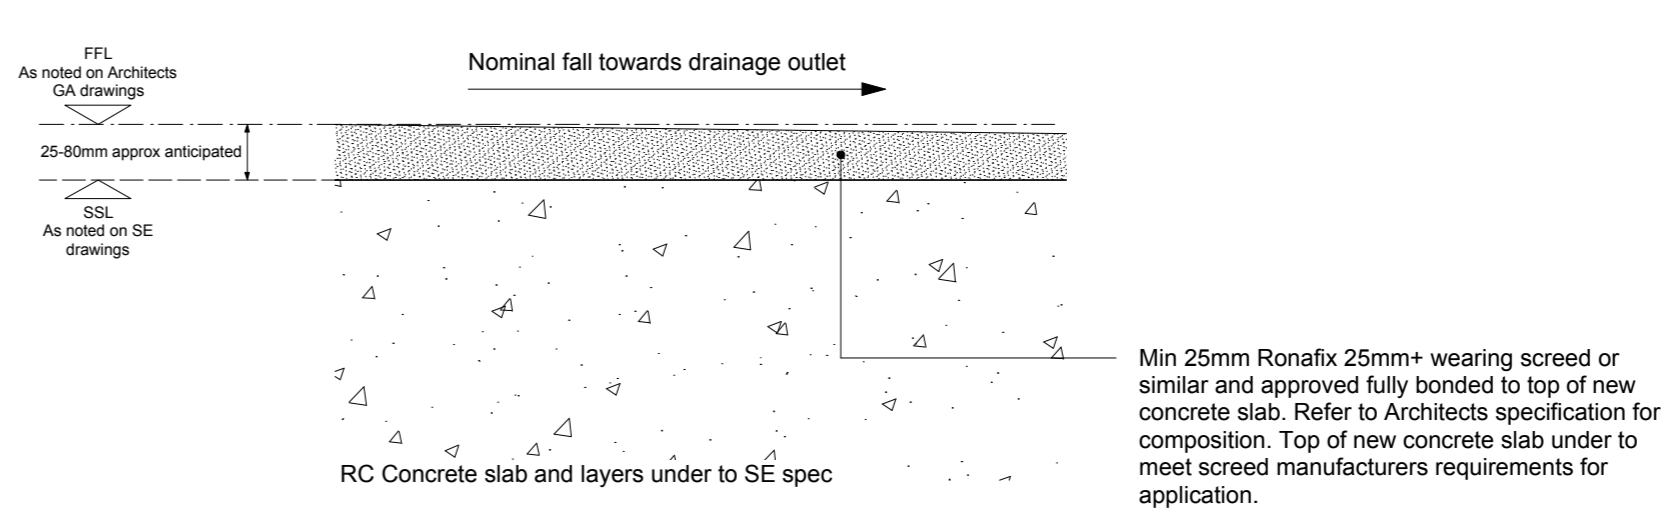 FFL
As noted on Architects
GA drawings
Nominal fall towards drainage outlet
25-80mm approx anticipated
SSL
As noted on SE
drawings
Min 25mm Ronafix 25mm+ wearing screed or
similar and approved fully bonded to top of new
concrete slab. Refer to Architects specification for
composition. Top of new concrete slab under to
meet screed manufacturers requirements for
application.
RC Concrete slab and layers under to SE spec